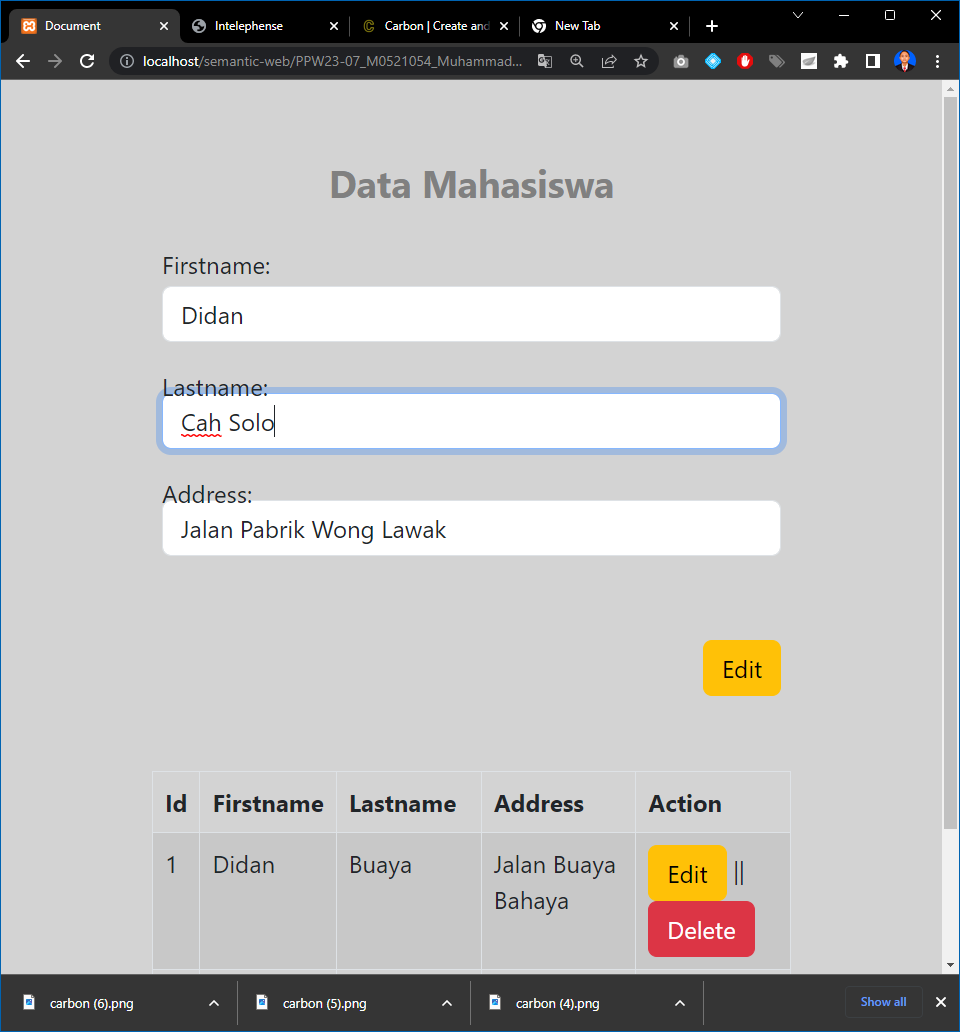 Document
Intelephense
Carbon | Create and
New Tab
localhost/semantic-web/PPW23-07_M0521054_Muhammad...
Data Mahasiswa
Firstname:
Didan
Lastname:
Cah Solo
Address:
Jalan Pabrik Wong Lawak
Edit
Id Firstname Lastname Address Action
1 Didan Buaya Jalan Buaya Edit ||
Bahaya Delete
carbon (6).png carbon (5).png carbon (4).png Show all